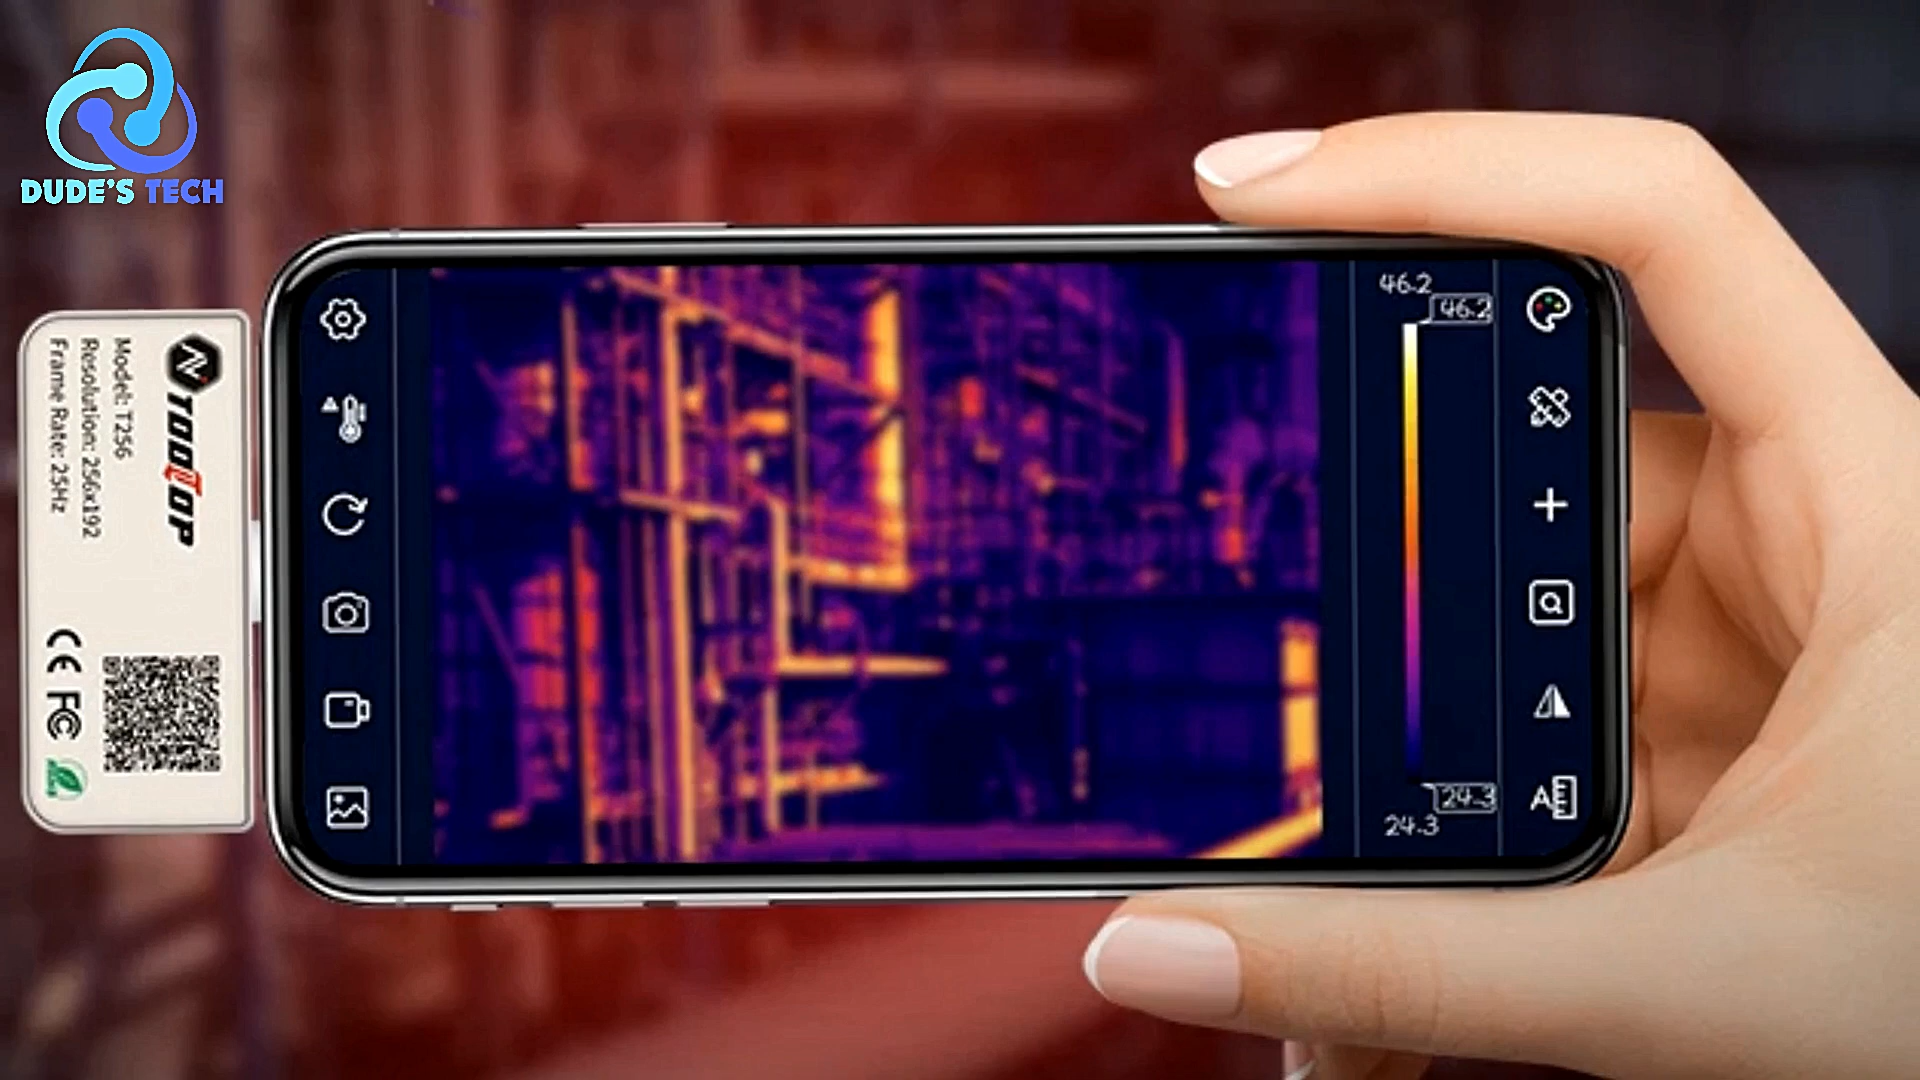 DUDE'S TECH
TOOLTOP
Model: T256
Resolution: 256x192
Frame Rate: 25Hz
CE FC
46.2
46.2
24.3
24.3
A